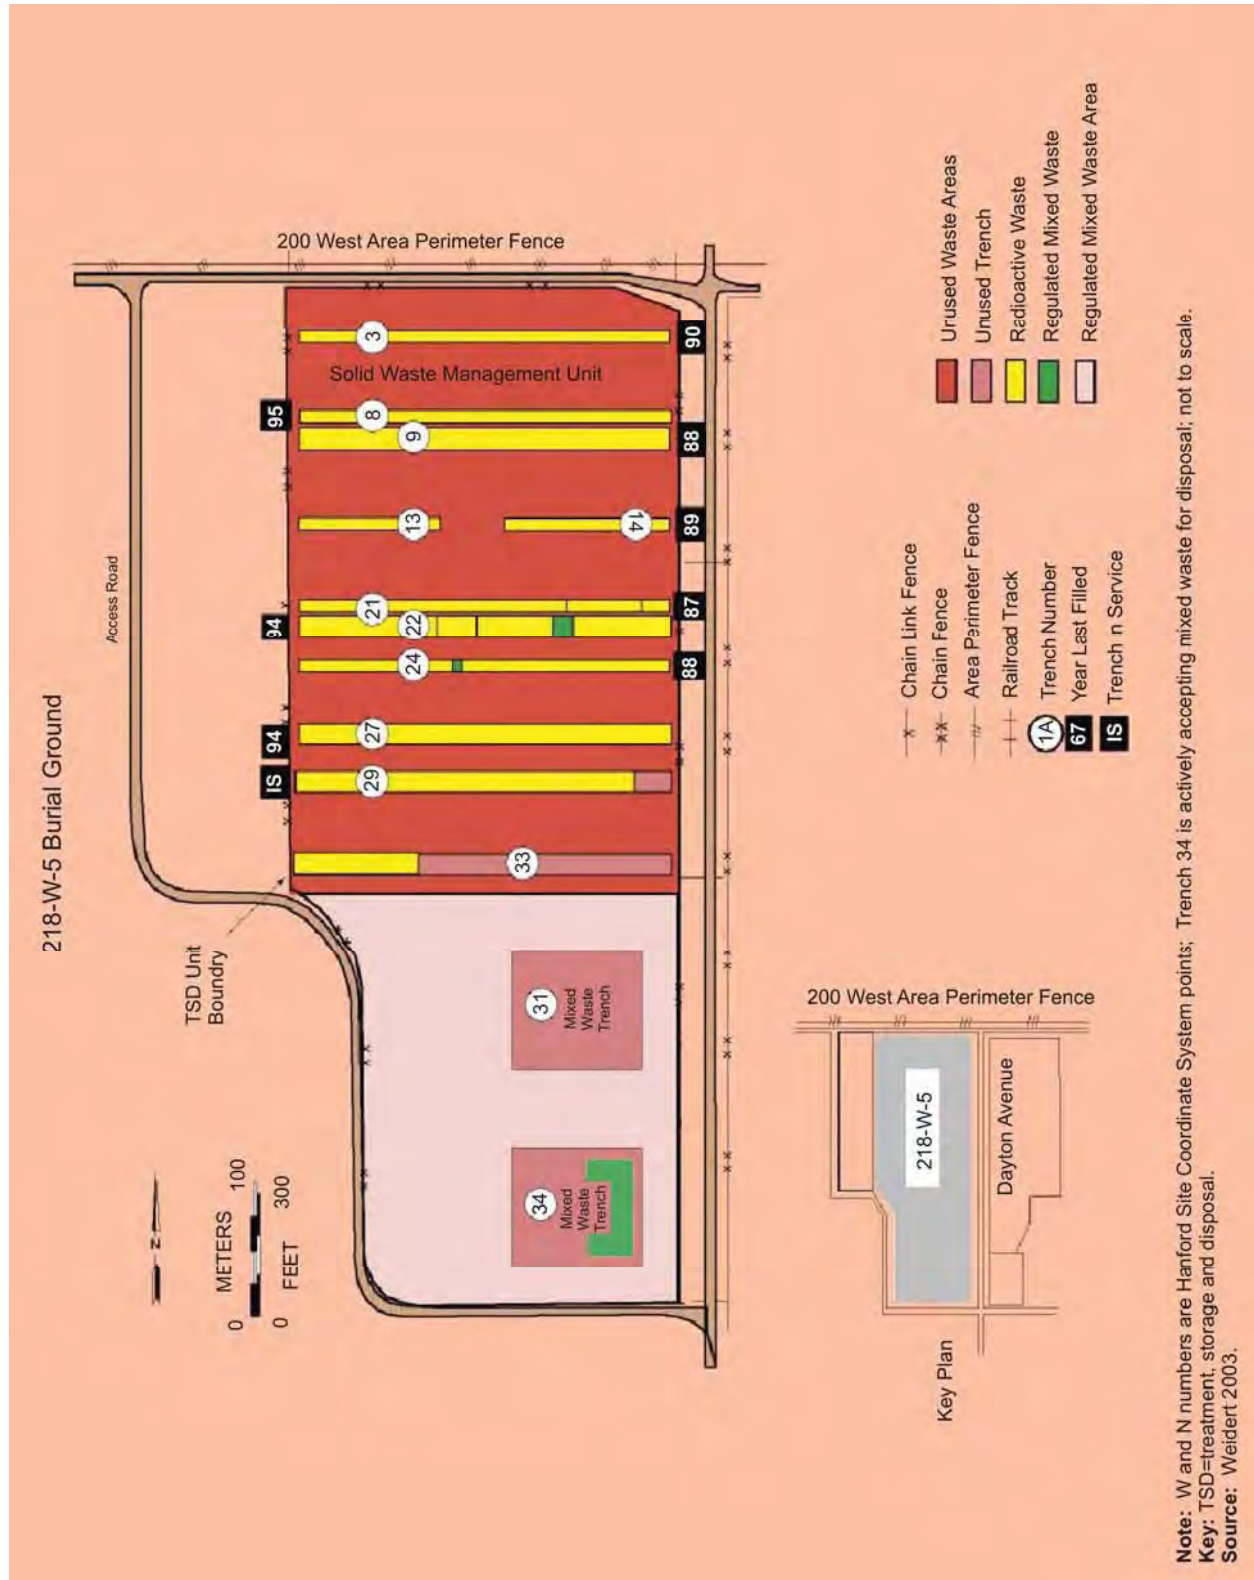 218-W-5 Burial Ground
METERS
0
100
0
300
FEET
N
TSD Unit
Boundry
Access Road
200 West Area Perimeter Fence
IS
94
94
95
34
Mixed
Waste
Trench
31
Mixed
Waste
Trench
33
29
27
24
22
21
13
14
9
8
3
Solid Waste Management Unit
88
87
89
88
90
Key Plan
200 West Area Perimeter Fence
218-W-5
Dayton Avenue
Chain Link Fence
Chain Fence
Area Perimeter Fence
Railroad Track
1A
Trench Number
67
Year Last Filled
IS
Trench n Service
Unused Waste Areas
Unused Trench
Radioactive Waste
Regulated Mixed Waste
Regulated Mixed Waste Area
Note: W and N numbers are Hanford Site Coordinate System points; Trench 34 is actively accepting mixed waste for disposal; not to scale.
Key: TSD=treatment, storage and disposal.
Source: Weidert 2003.